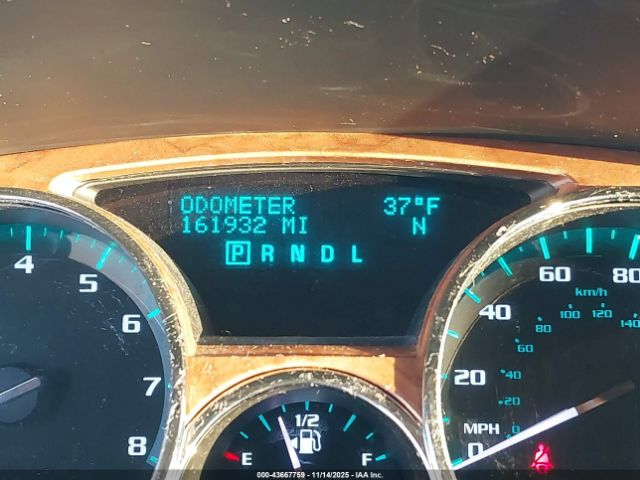 ODOMETER 37°F
161932 MI N
P R N D L
4 5 6 7 8
1/2
E F
0 20 40 60 80
MPH
km/h
0 20 40 60 80 100 120 140
000-43667759 - 11/14/2025 - IAA Inc.